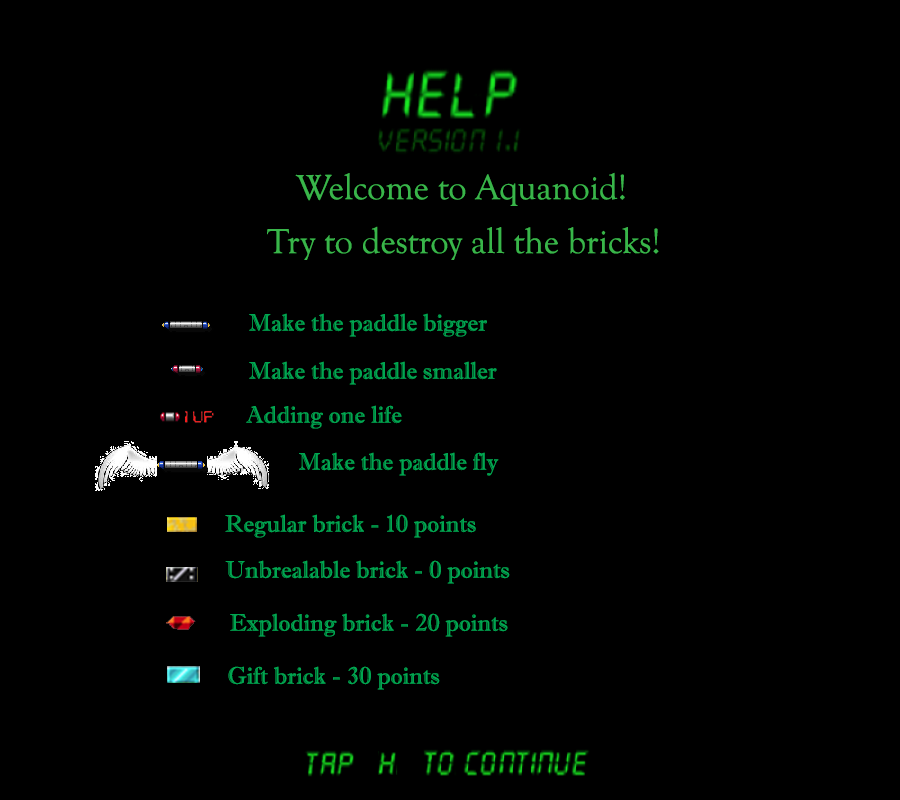 HELP
VERSION 1.1
Welcome to Aquanoid!
Try to destroy all the bricks!
Make the paddle bigger
Make the paddle smaller
1 UP Adding one life
Make the paddle fly
Regular brick - 10 points
Unbrealable brick - 0 points
Exploding brick - 20 points
Gift brick - 30 points
TAP H TO CONTINUE